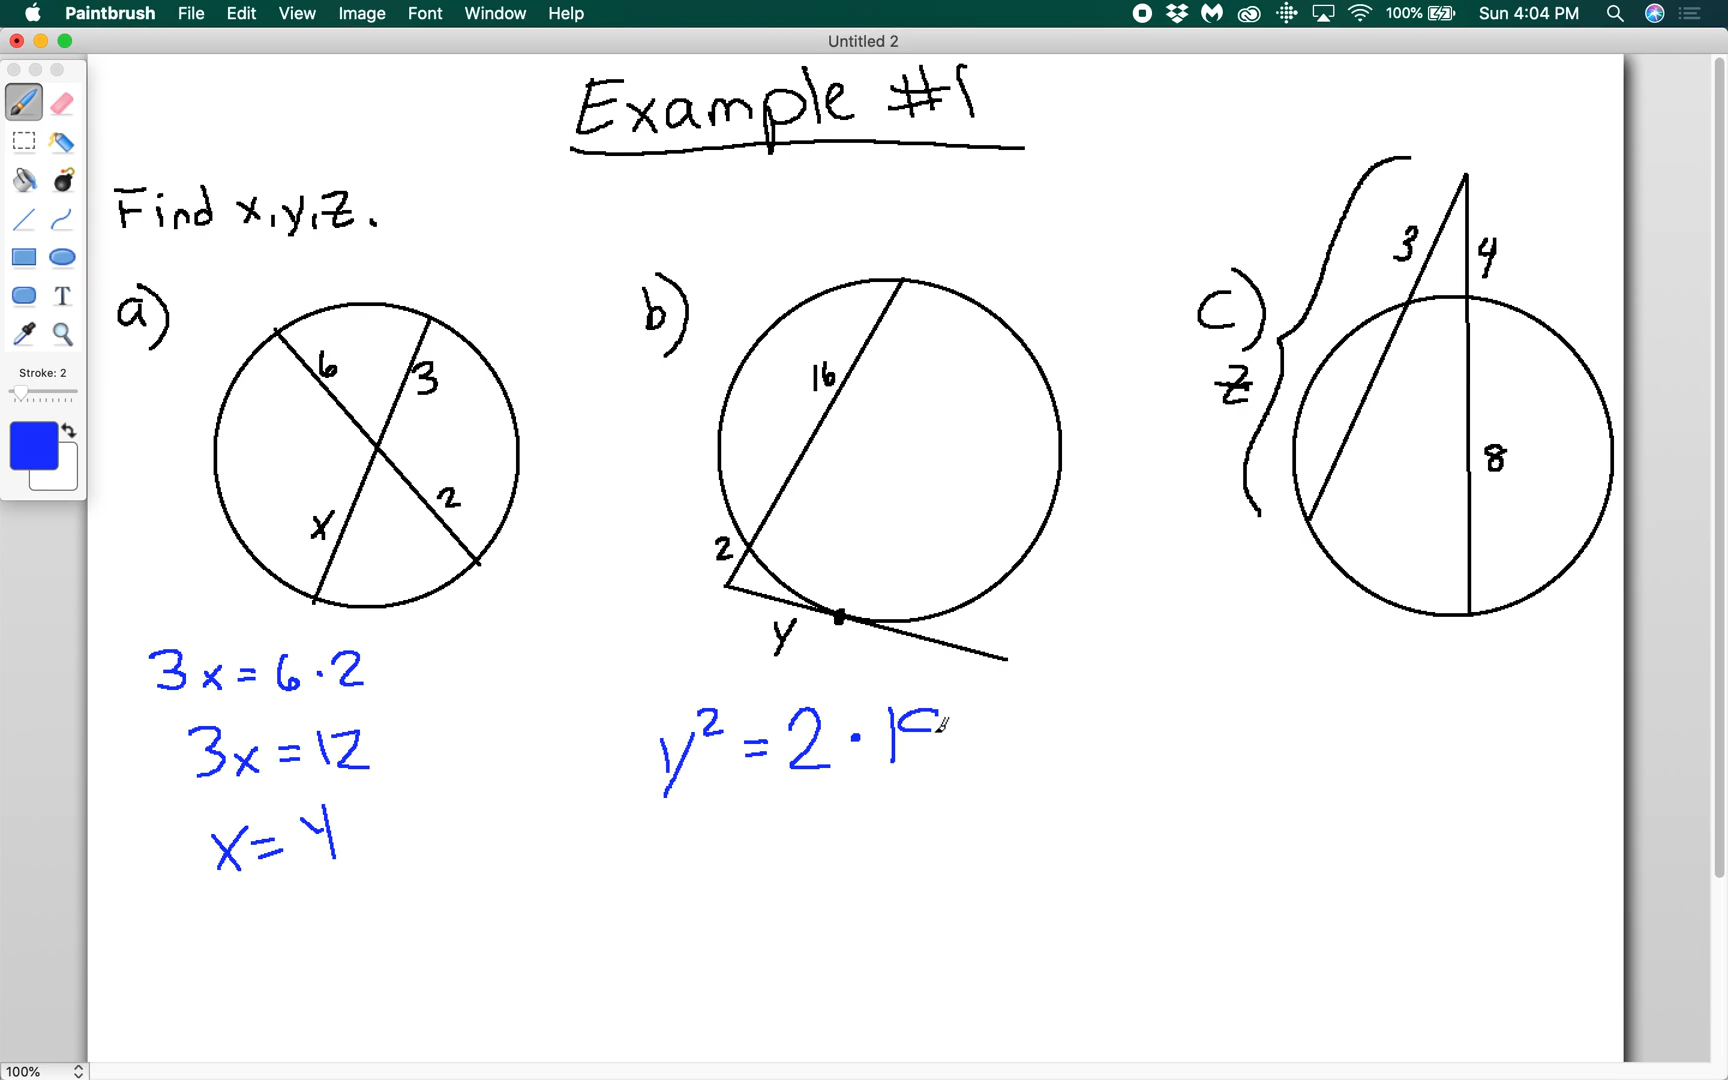 Paintbrush File Edit View Image Font Window Help 100% Sun 4:04 PM
Untitled 2
Example #1
Find x,y,z.
a)
6
3
x
2
3x = 6·2
3x = 12
x = 4
b)
16
2
y
y² = 2 ·
c)
z
3
4
8
Stroke: 2
T
100%